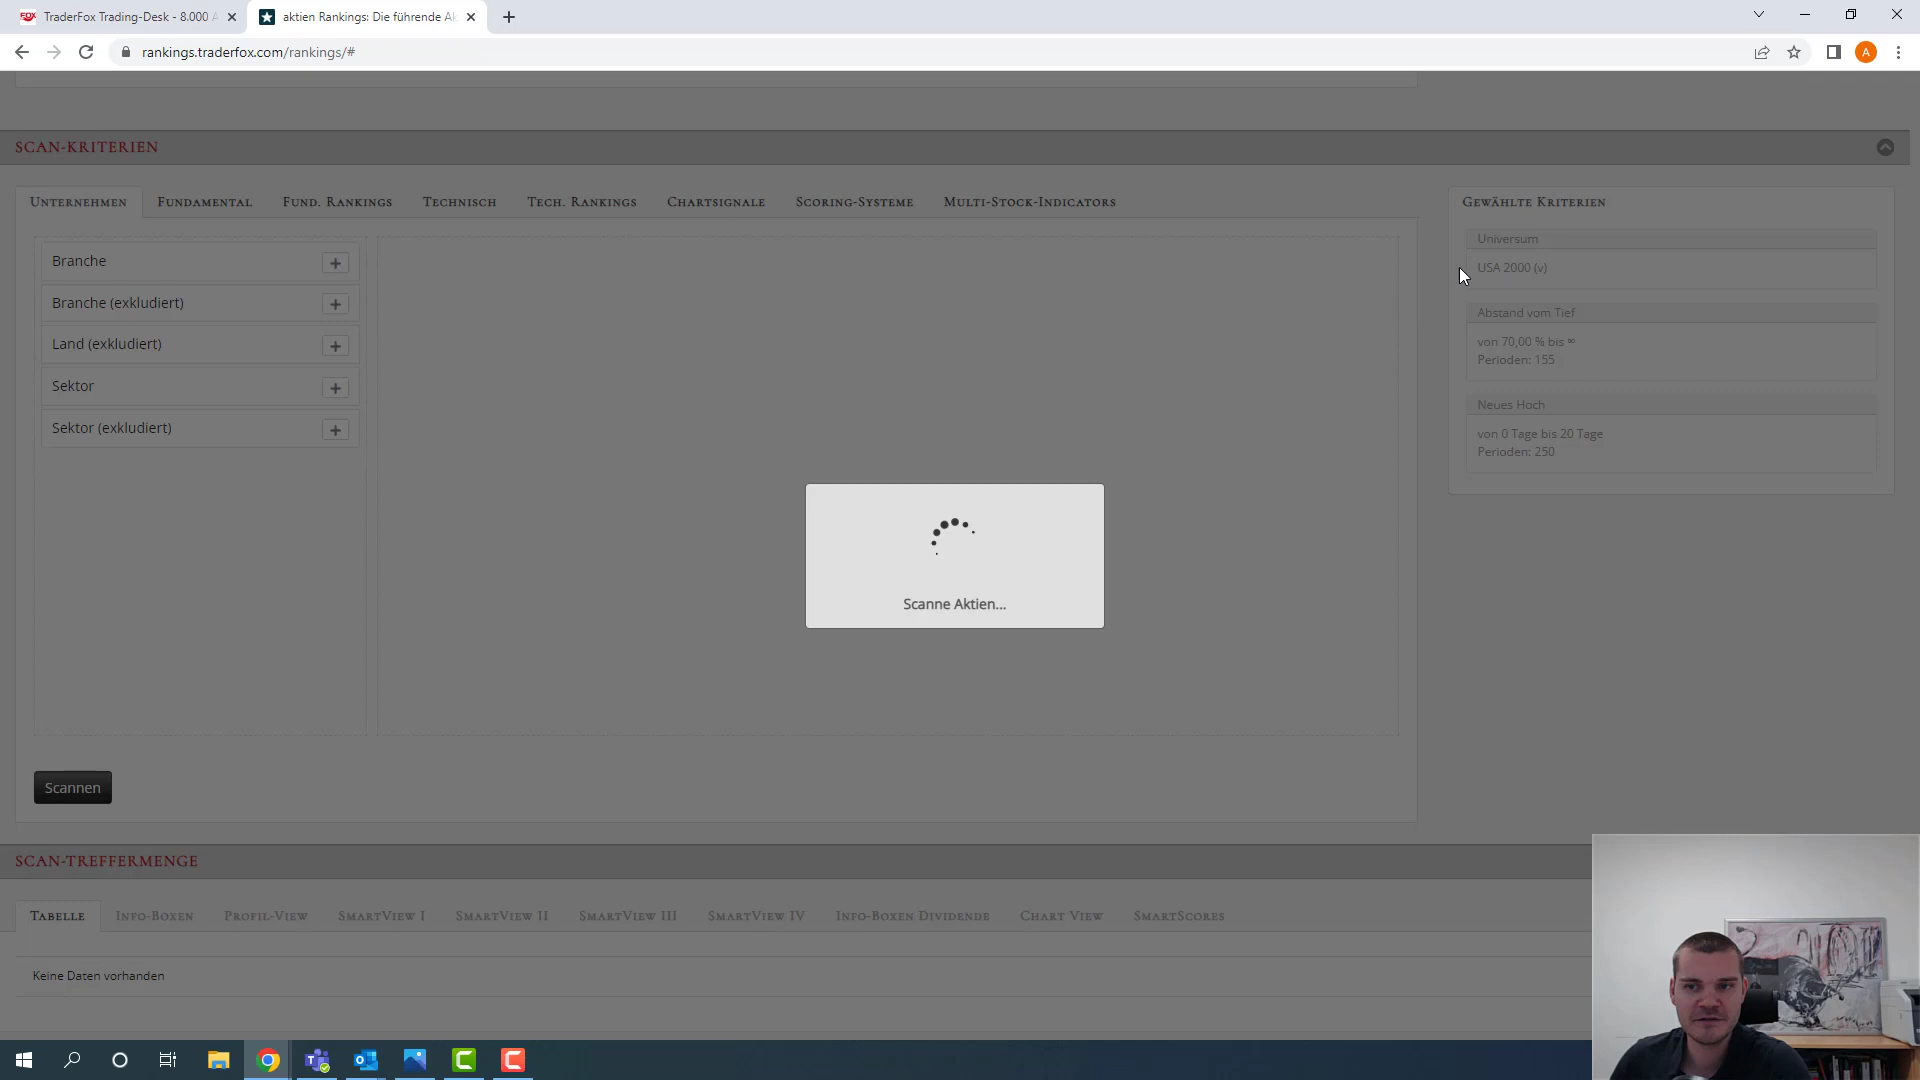 TraderFox Trading-Desk - 8.000 A
aktien Rankings: Die führende Ak
rankings.traderfox.com/rankings/#
A
SCAN-KRITERIEN
Unternehmen
Fundamental
Fund. Rankings
Technisch
Tech. Rankings
Chartsignale
Scoring-Systeme
Multi-Stock-Indicators
Branche
Branche (exkludiert)
Land (exkludiert)
Sektor
Sektor (exkludiert)
Gewählte Kriterien
Universum
USA 2000 (v)
Abstand vom Tief
von 70,00 % bis ∞
Perioden: 155
Neues Hoch
von 0 Tage bis 20 Tage
Perioden: 250
Scanne Aktien...
Scannen
SCAN-TREFFERMENGE
Tabelle
Info-Boxen
Profil-View
SmartView I
SmartView II
SmartView III
SmartView IV
Info-Boxen Dividende
Chart View
SmartScores
Keine Daten vorhanden